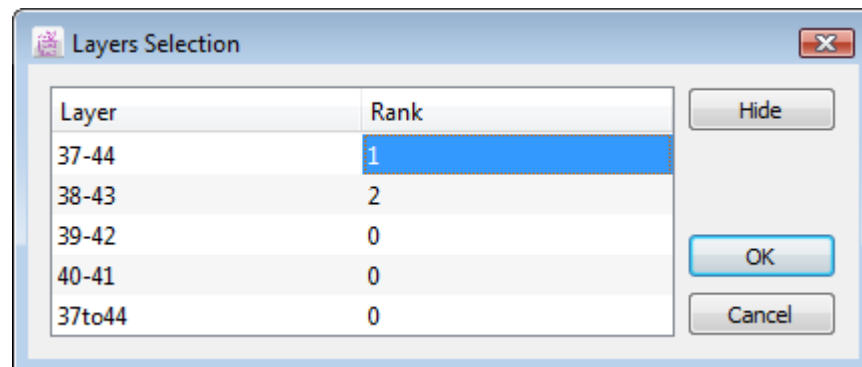 Layers Selection
Layer Rank Hide
37-44 1
38-43 2
39-42 0
OK
40-41 0
37to44 0 Cancel